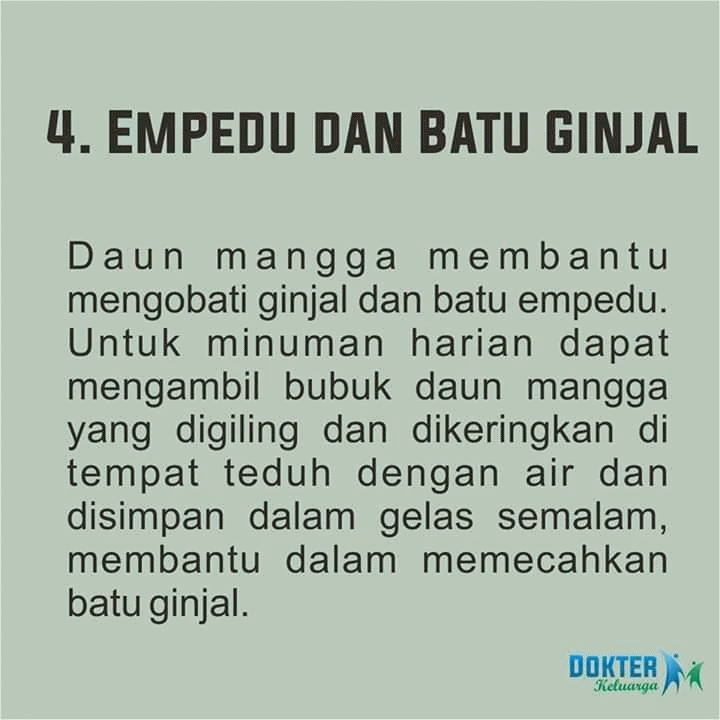 4. EMPEDU DAN BATU GINJAL
Daun mangga membantu
mengobati ginjal dan batu empedu.
Untuk minuman harian dapat
mengambil bubuk daun mangga
yang digiling dan dikeringkan di
tempat teduh dengan air dan
disimpan dalam gelas semalam,
membantu dalam memecahkan
batu ginjal.
DOKTER
Keluarga